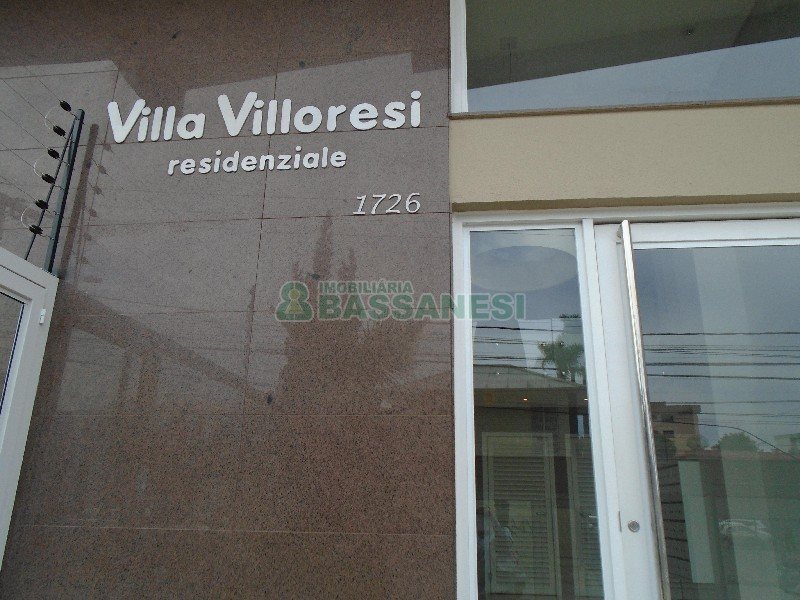 Villa Villoresi
residenziale
1726
IMOBILIÁRIA
BASSANESI